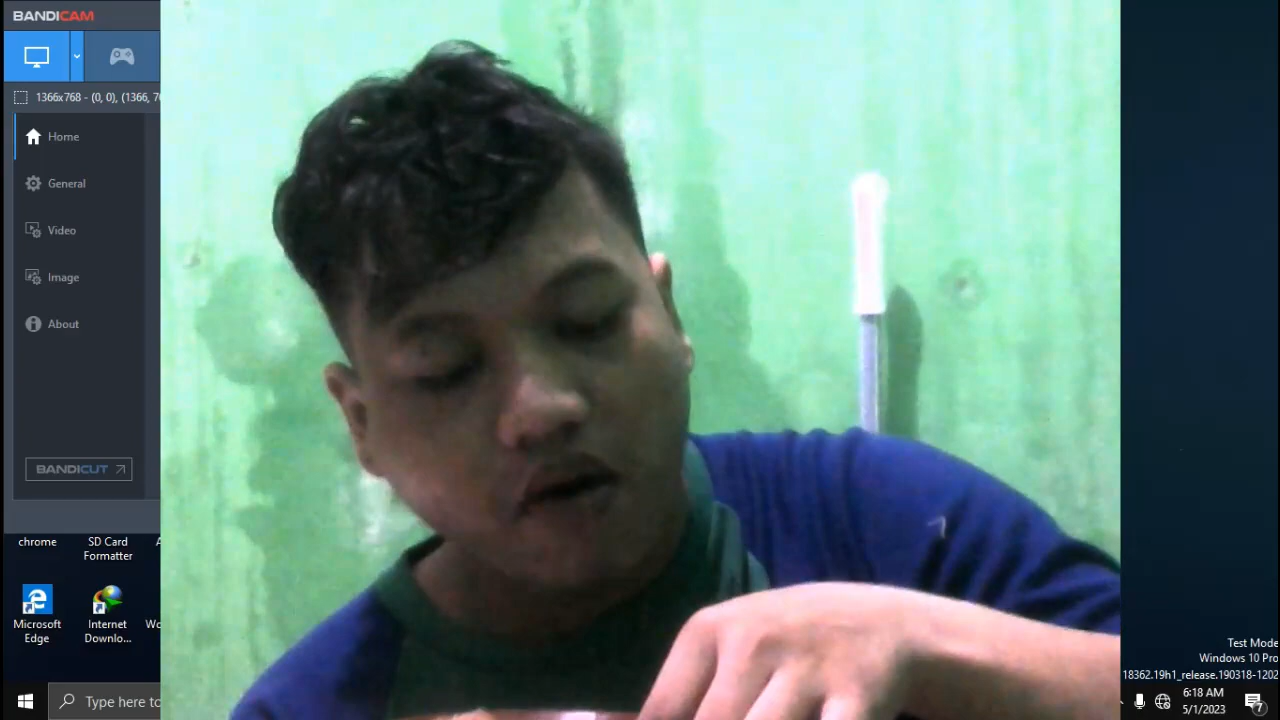 BANDICAM
1366x768 - (0, 0), (1366, 76
Home
General
Video
Image
About
BANDICUT
chrome
SD Card
Formatter
Microsoft
Edge
Internet
Downlo...
Test Mode
Windows 10 Pro
18362.19h1_release.190318-1202
Type here to
6:18 AM
5/1/2023
7